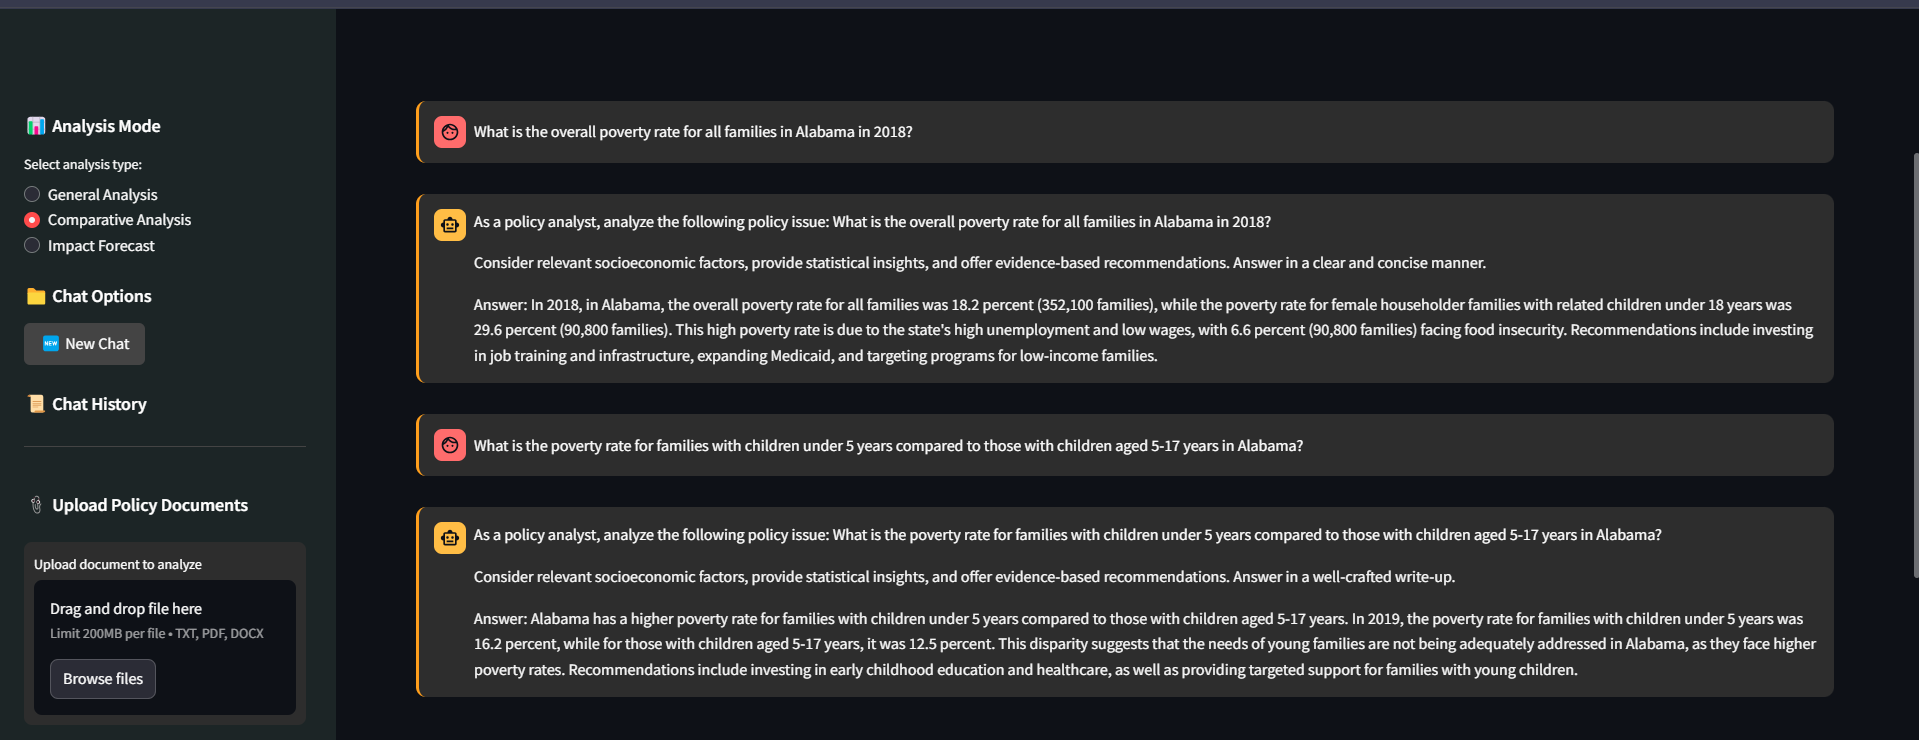 📊 Analysis Mode
Select analysis type:
General Analysis
Comparative Analysis
Impact Forecast
📁 Chat Options
🆕 New Chat
📜 Chat History
📎 Upload Policy Documents
Upload document to analyze
Drag and drop file here
Limit 200MB per file • TXT, PDF, DOCX
Browse files
What is the overall poverty rate for all families in Alabama in 2018?
As a policy analyst, analyze the following policy issue: What is the overall poverty rate for all families in Alabama in 2018?
Consider relevant socioeconomic factors, provide statistical insights, and offer evidence-based recommendations. Answer in a clear and concise manner.
Answer: In 2018, in Alabama, the overall poverty rate for all families was 18.2 percent (352,100 families), while the poverty rate for female householder families with related children under 18 years was
29.6 percent (90,800 families). This high poverty rate is due to the state's high unemployment and low wages, with 6.6 percent (90,800 families) facing food insecurity. Recommendations include investing
in job training and infrastructure, expanding Medicaid, and targeting programs for low-income families.
What is the poverty rate for families with children under 5 years compared to those with children aged 5-17 years in Alabama?
As a policy analyst, analyze the following policy issue: What is the poverty rate for families with children under 5 years compared to those with children aged 5-17 years in Alabama?
Consider relevant socioeconomic factors, provide statistical insights, and offer evidence-based recommendations. Answer in a well-crafted write-up.
Answer: Alabama has a higher poverty rate for families with children under 5 years compared to those with children aged 5-17 years. In 2019, the poverty rate for families with children under 5 years was
16.2 percent, while for those with children aged 5-17 years, it was 12.5 percent. This disparity suggests that the needs of young families are not being adequately addressed in Alabama, as they face higher
poverty rates. Recommendations include investing in early childhood education and healthcare, as well as providing targeted support for families with young children.